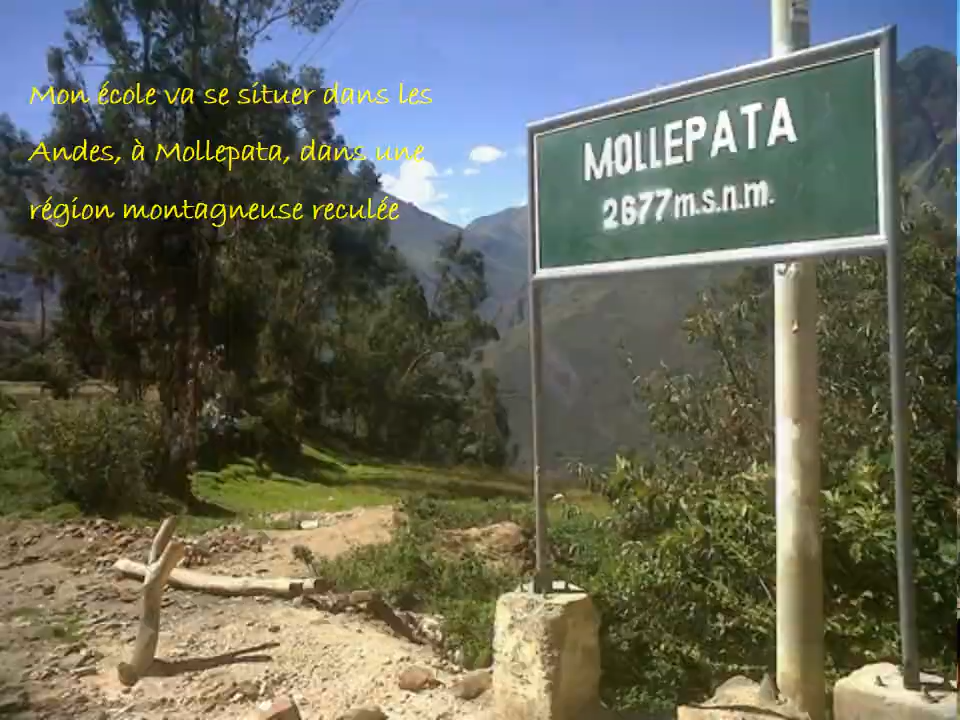 Mon école va se situer dans les
Andes, à Mollepata, dans une
région montagneuse reculée
MOLLEPATA
2677 m.s.n.m.